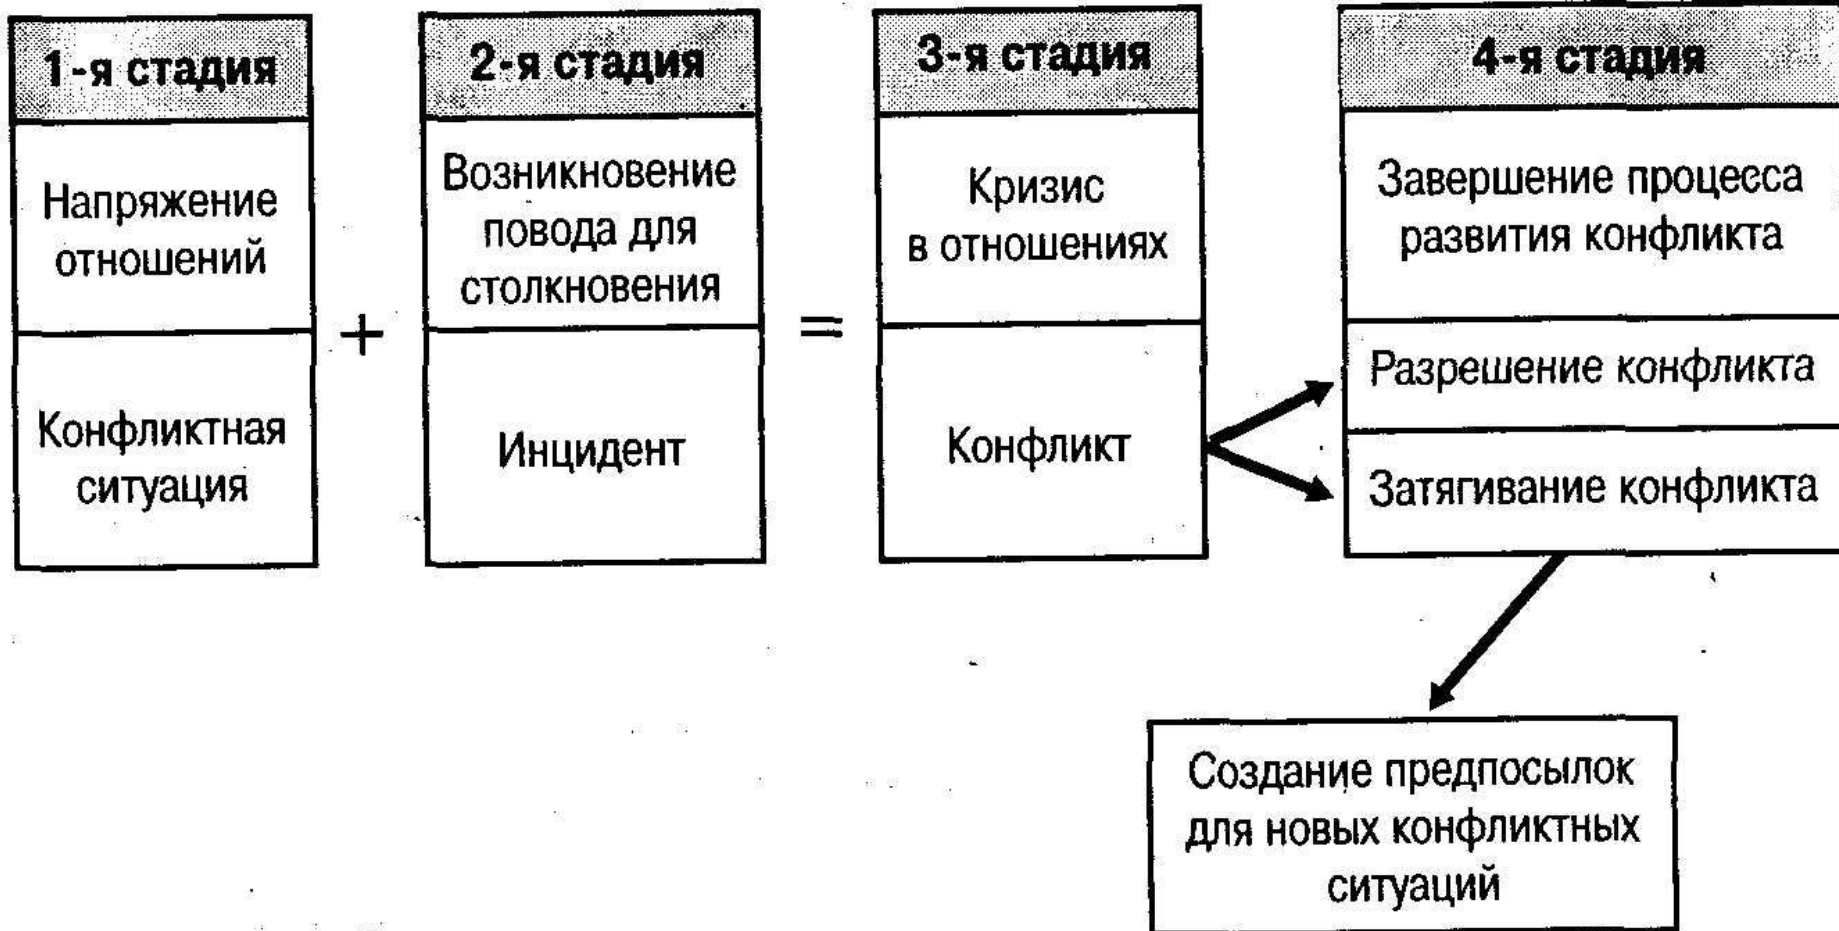 1-я стадия
Напряжение
отношений
Конфликтная
ситуация
+
2-я стадия
Возникновение
повода для
столкновения
Инцидент
=
3-я стадия
Кризис
в отношениях
Конфликт
4-я стадия
Завершение процесса
развития конфликта
Разрешение конфликта
Затягивание конфликта
Создание предпосылок
для новых конфликтных
ситуаций